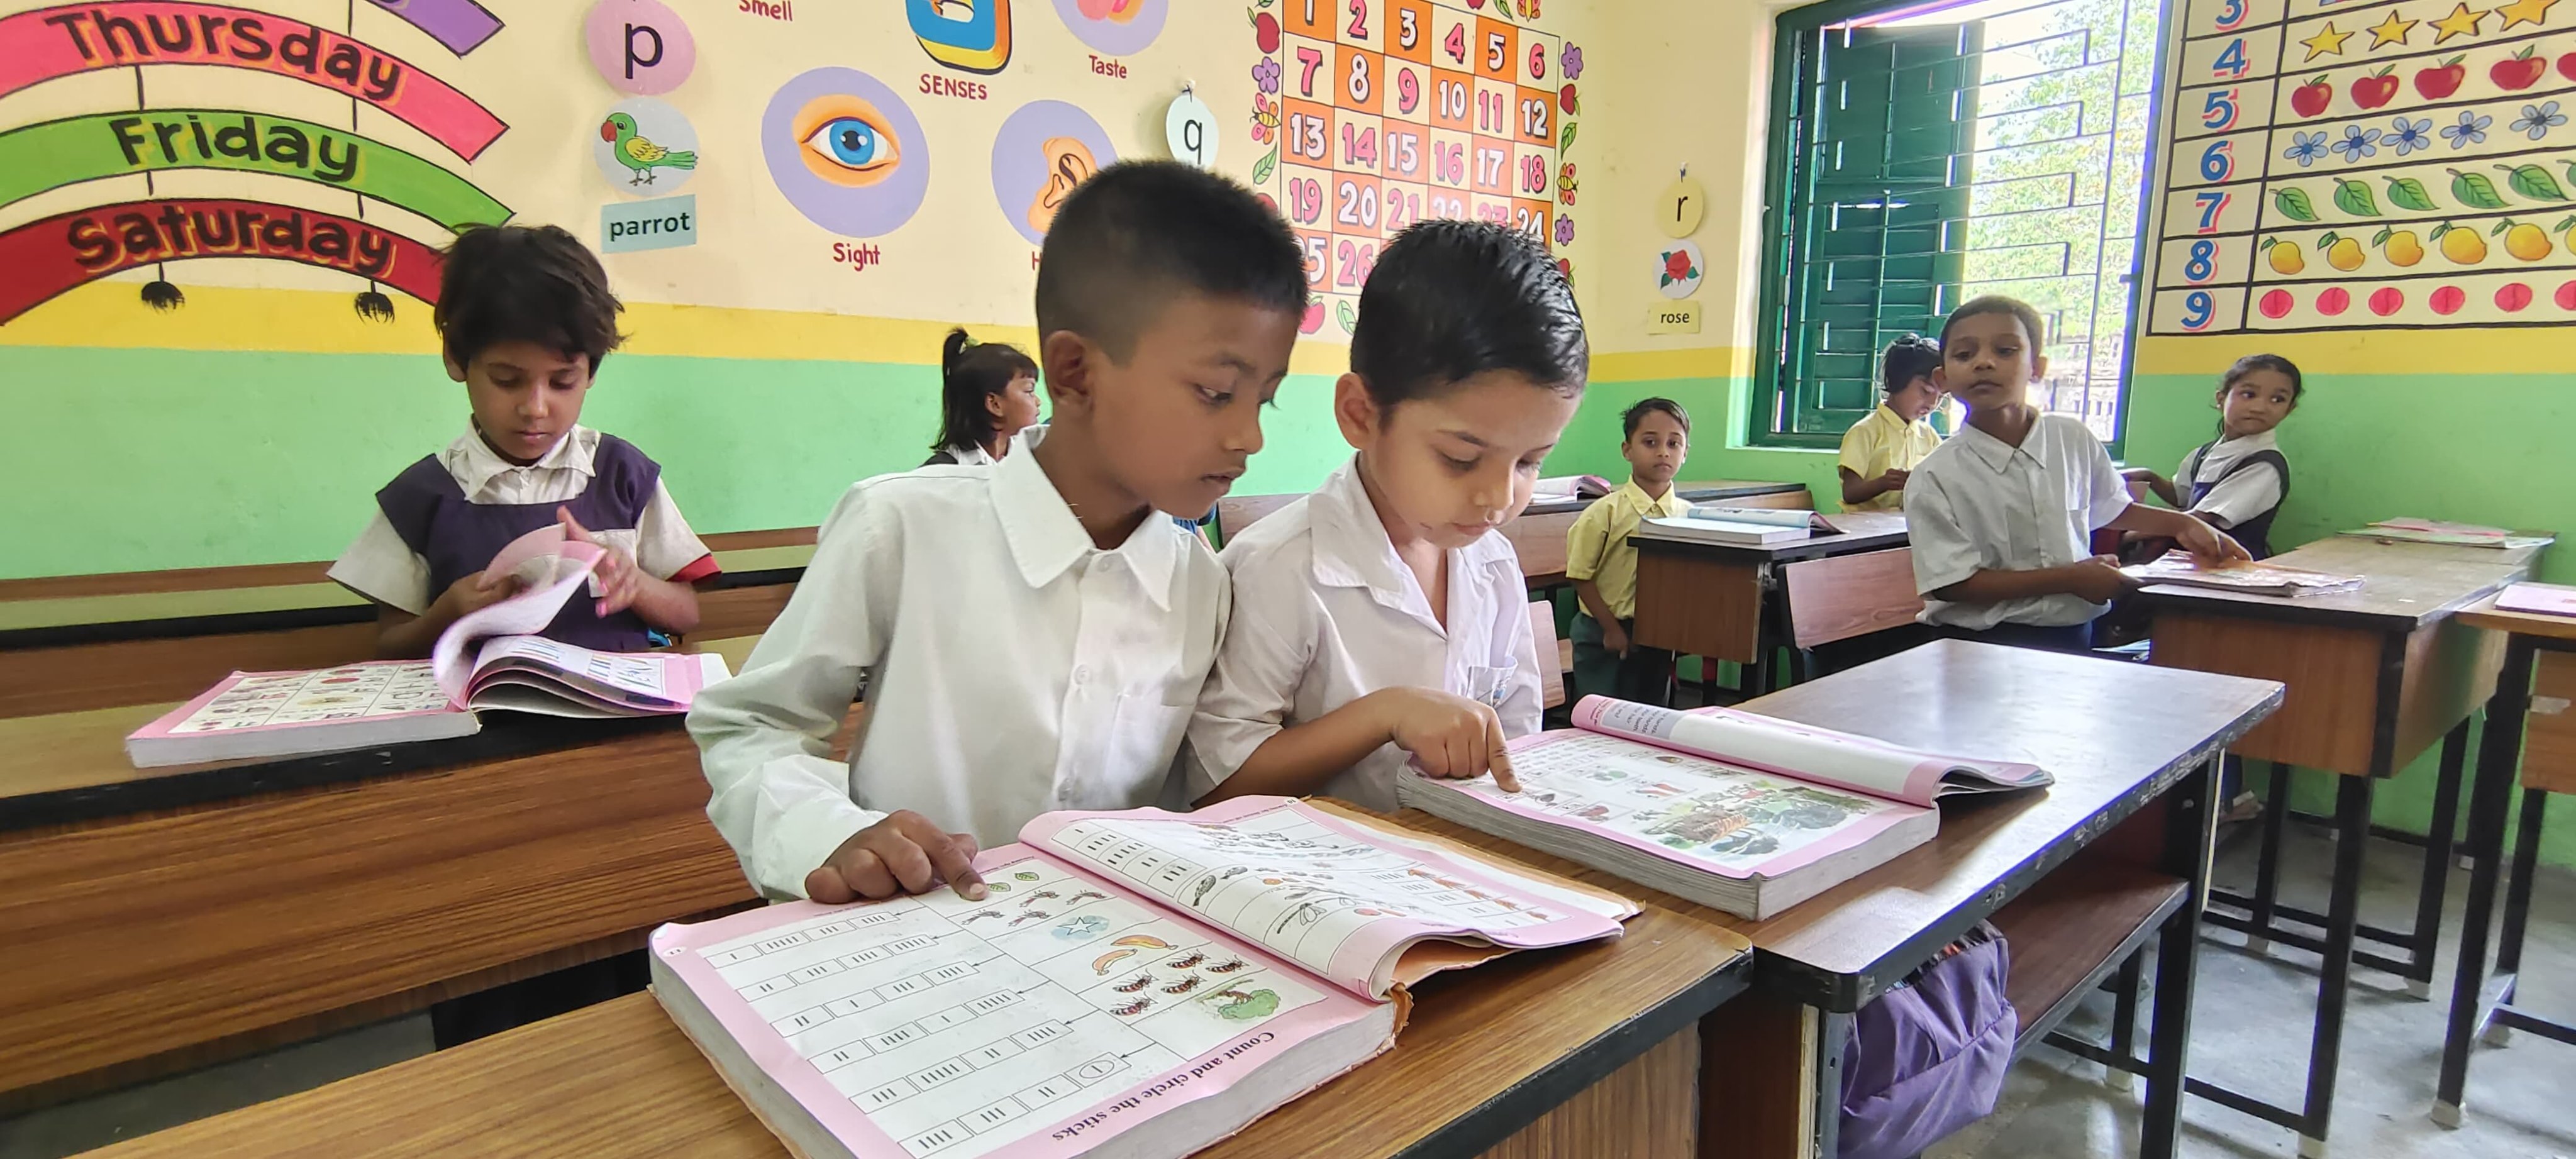 Thursday
Friday
Saturday
p
parrot
Smell
SENSES
Taste
Sight
q
1 2 3 4 5 6
7 8 9 10 11 12
13 14 15 16 17 18
19 20 21 22 23 24
26
r
rose
3
4
5
6
7
8
9
Count and circle the sticks